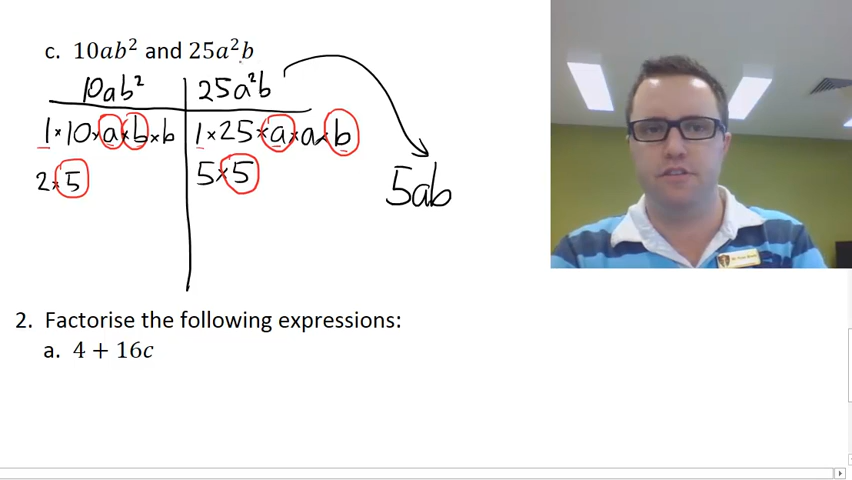 c. 10ab² and 25a²b
10ab² 25a²b
1 × 10 × a × b × b 1 × 25 × a × a × b
2 × 5 5 × 5
5ab
2. Factorise the following expressions:
a. 4 + 16c